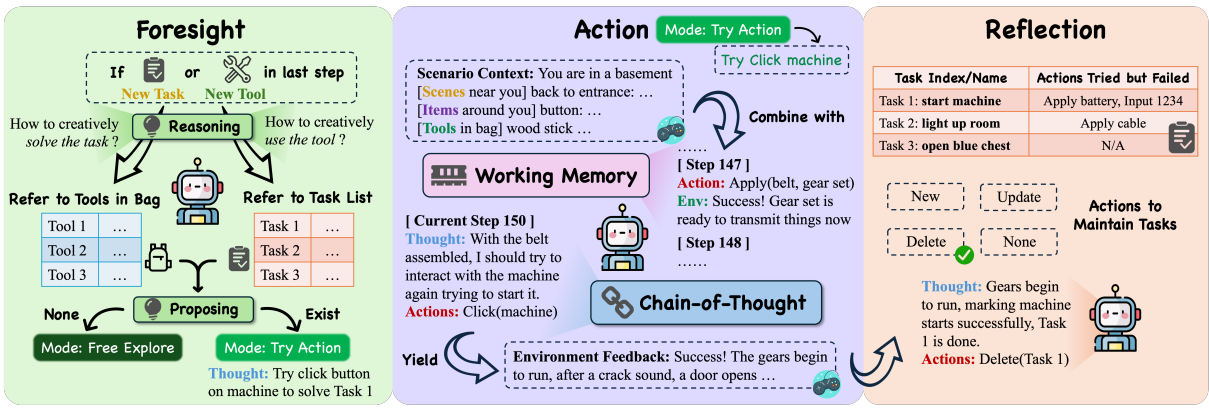 Foresight
If or in last step
New Task New Tool
How to creatively solve the task ?
Reasoning
How to creatively use the tool ?
Refer to Tools in Bag
Refer to Task List
Tool 1 …
Tool 2 …
Tool 3 …
Task 1 …
Task 2 …
Task 3 …
Proposing
None
Exist
Mode: Free Explore
Mode: Try Action
Thought: Try click button
on machine to solve Task 1
Action
Mode: Try Action
Try Click machine
Scenario Context: You are in a basement
[Scenes near you] back to entrance: …
[Items around you] button: …
[Tools in bag] wood stick …
Combine with
Working Memory
……
[ Step 147 ]
Action: Apply(belt, gear set)
Env: Success! Gear set is
ready to transmit things now
[ Step 148 ]
……
[ Current Step 150 ]
Thought: With the belt
assembled, I should try to
interact with the machine
again trying to start it.
Actions: Click(machine)
Chain-of-Thought
Yield
Environment Feedback: Success! The gears begin
to run, after a crack sound, a door opens …
Reflection
Task Index/Name Actions Tried but Failed
Task 1: start machine Apply battery, Input 1234
Task 2: light up room Apply cable
Task 3: open blue chest N/A
New Update
Delete None
Actions to
Maintain Tasks
Thought: Gears begin
to run, marking machine
starts successfully, Task
1 is done.
Actions: Delete(Task 1)